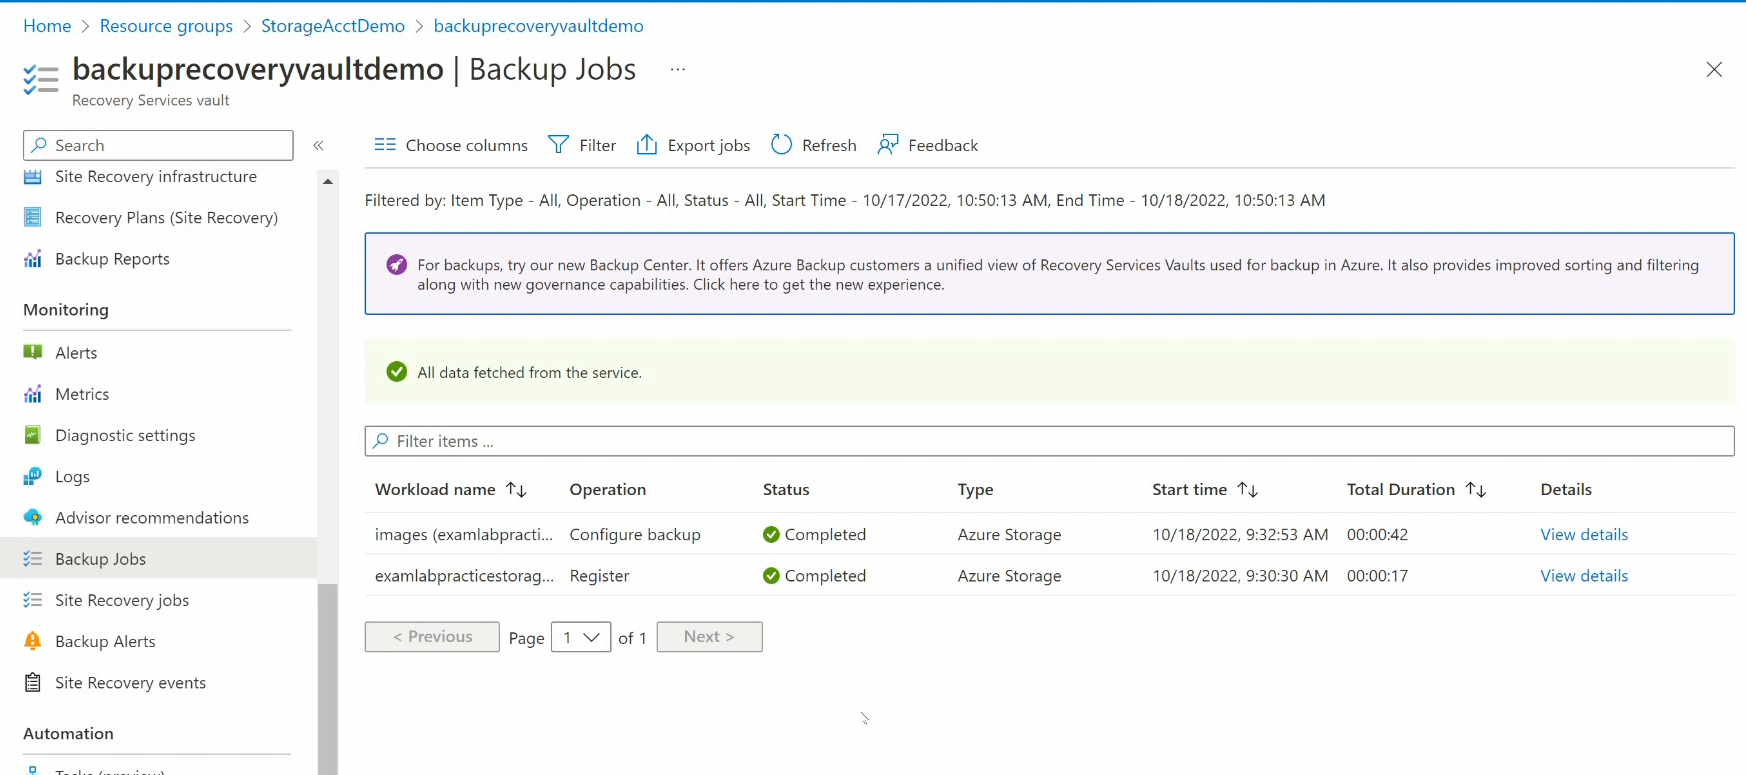 Home > Resource groups > StorageAcctDemo > backuprecoveryvaultdemo
backuprecoveryvaultdemo | Backup Jobs ...
Recovery Services vault
Search «
Site Recovery infrastructure
Recovery Plans (Site Recovery)
Backup Reports
Monitoring
Alerts
Metrics
Diagnostic settings
Logs
Advisor recommendations
Backup Jobs
Site Recovery jobs
Backup Alerts
Site Recovery events
Automation
Tasks (preview)
Choose columns Filter Export jobs Refresh Feedback
Filtered by: Item Type - All, Operation - All, Status - All, Start Time - 10/17/2022, 10:50:13 AM, End Time - 10/18/2022, 10:50:13 AM
For backups, try our new Backup Center. It offers Azure Backup customers a unified view of Recovery Services Vaults used for backup in Azure. It also provides improved sorting and filtering
along with new governance capabilities. Click here to get the new experience.
All data fetched from the service.
Filter items ...
Workload name ↑↓ Operation Status Type Start time ↑↓ Total Duration ↑↓ Details
images (examlabpracti... Configure backup Completed Azure Storage 10/18/2022, 9:32:53 AM 00:00:42 View details
examlabpracticestorag... Register Completed Azure Storage 10/18/2022, 9:30:30 AM 00:00:17 View details
< Previous Page 1 of 1 Next >